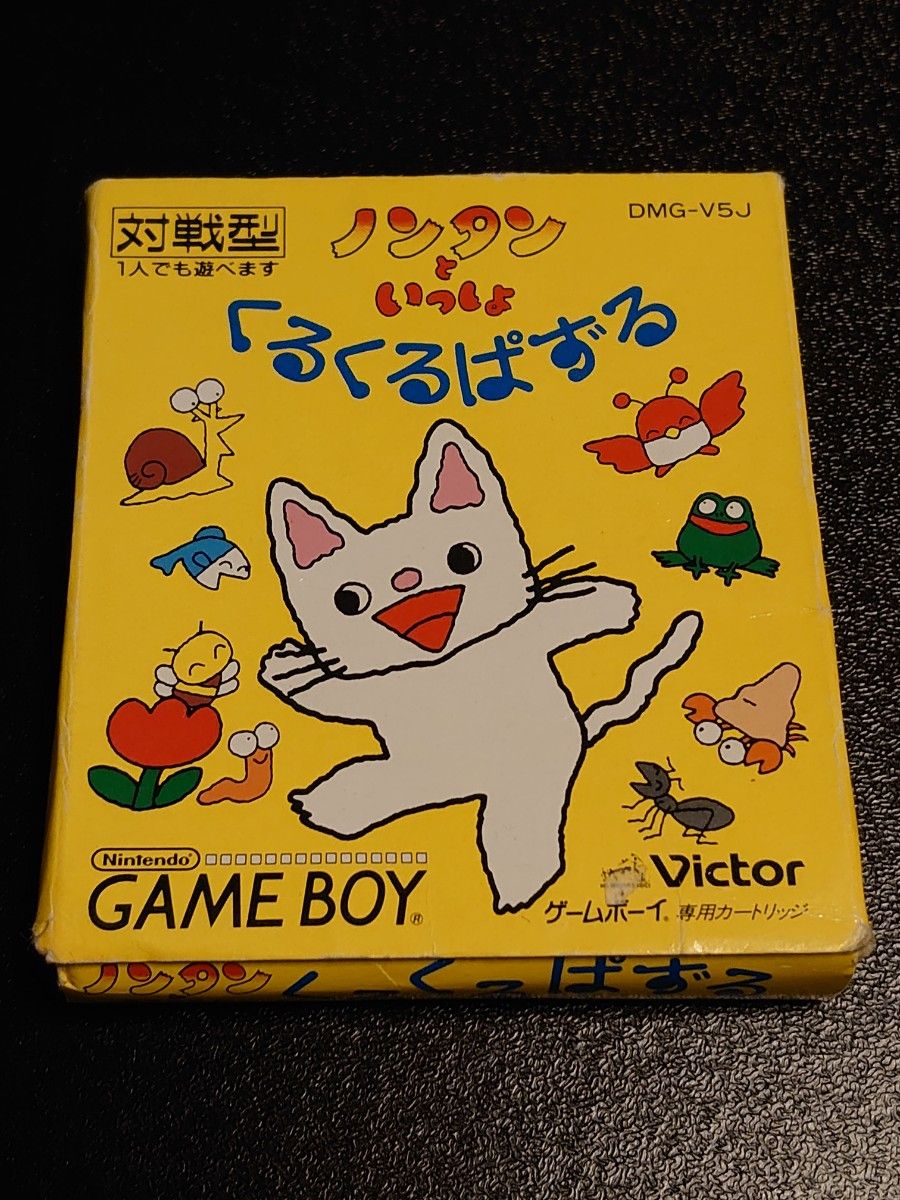 対戦型
1人でも遊べます
DMG-V5J
ノンタン
と
いっしょ
くるくるぱずる
Nintendo
GAME BOY®
Victor
ゲームボーイ® 専用カートリッジ
ノンタン くるくるぱずる